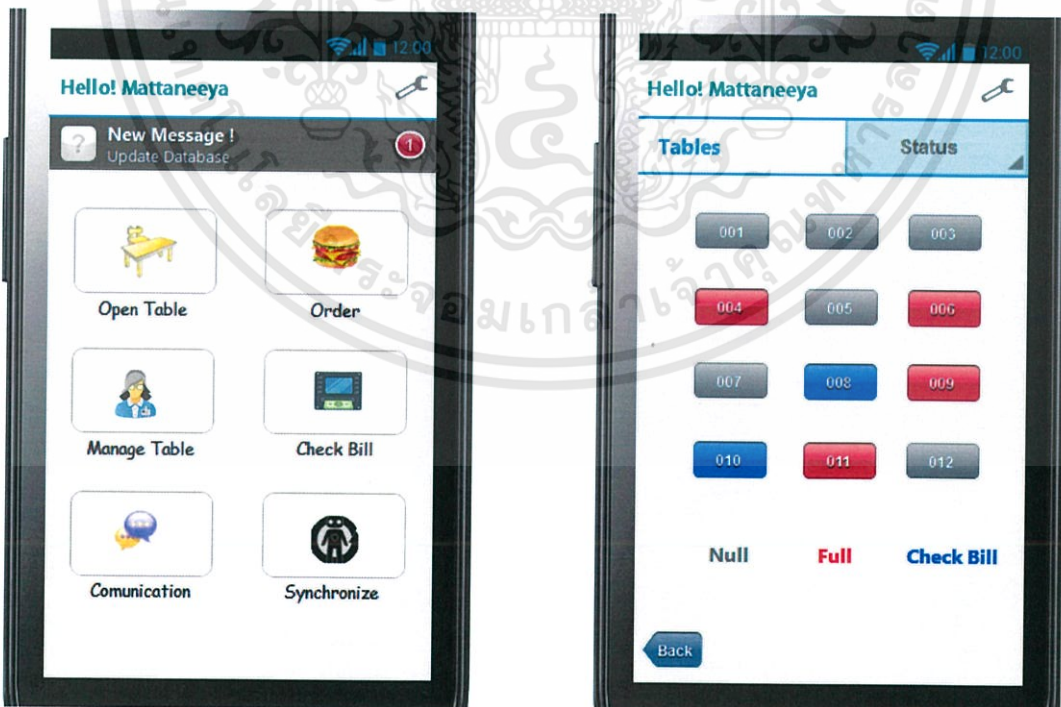 12:00
Hello! Mattaneeya
New Message !
1
Update Database
Open Table
Order
Manage Table
Check Bill
Comunication
Synchronize
12:00
Hello! Mattaneeya
Tables
Status
001
002
003
004
005
006
007
008
009
010
011
012
Null
Full
Check Bill
Back